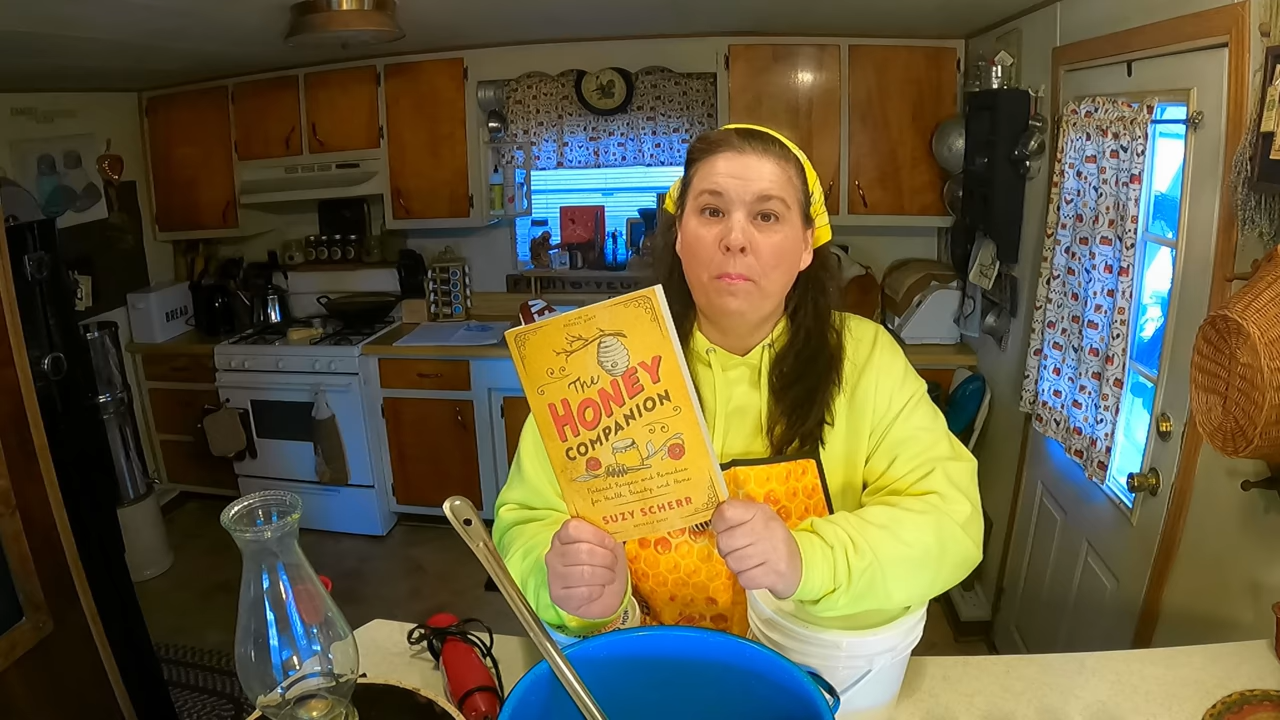 BREAD
The
HONEY
COMPANION
Natural Recipes and Remedies
for Health, Beauty, and Home
SUZY SCHERR